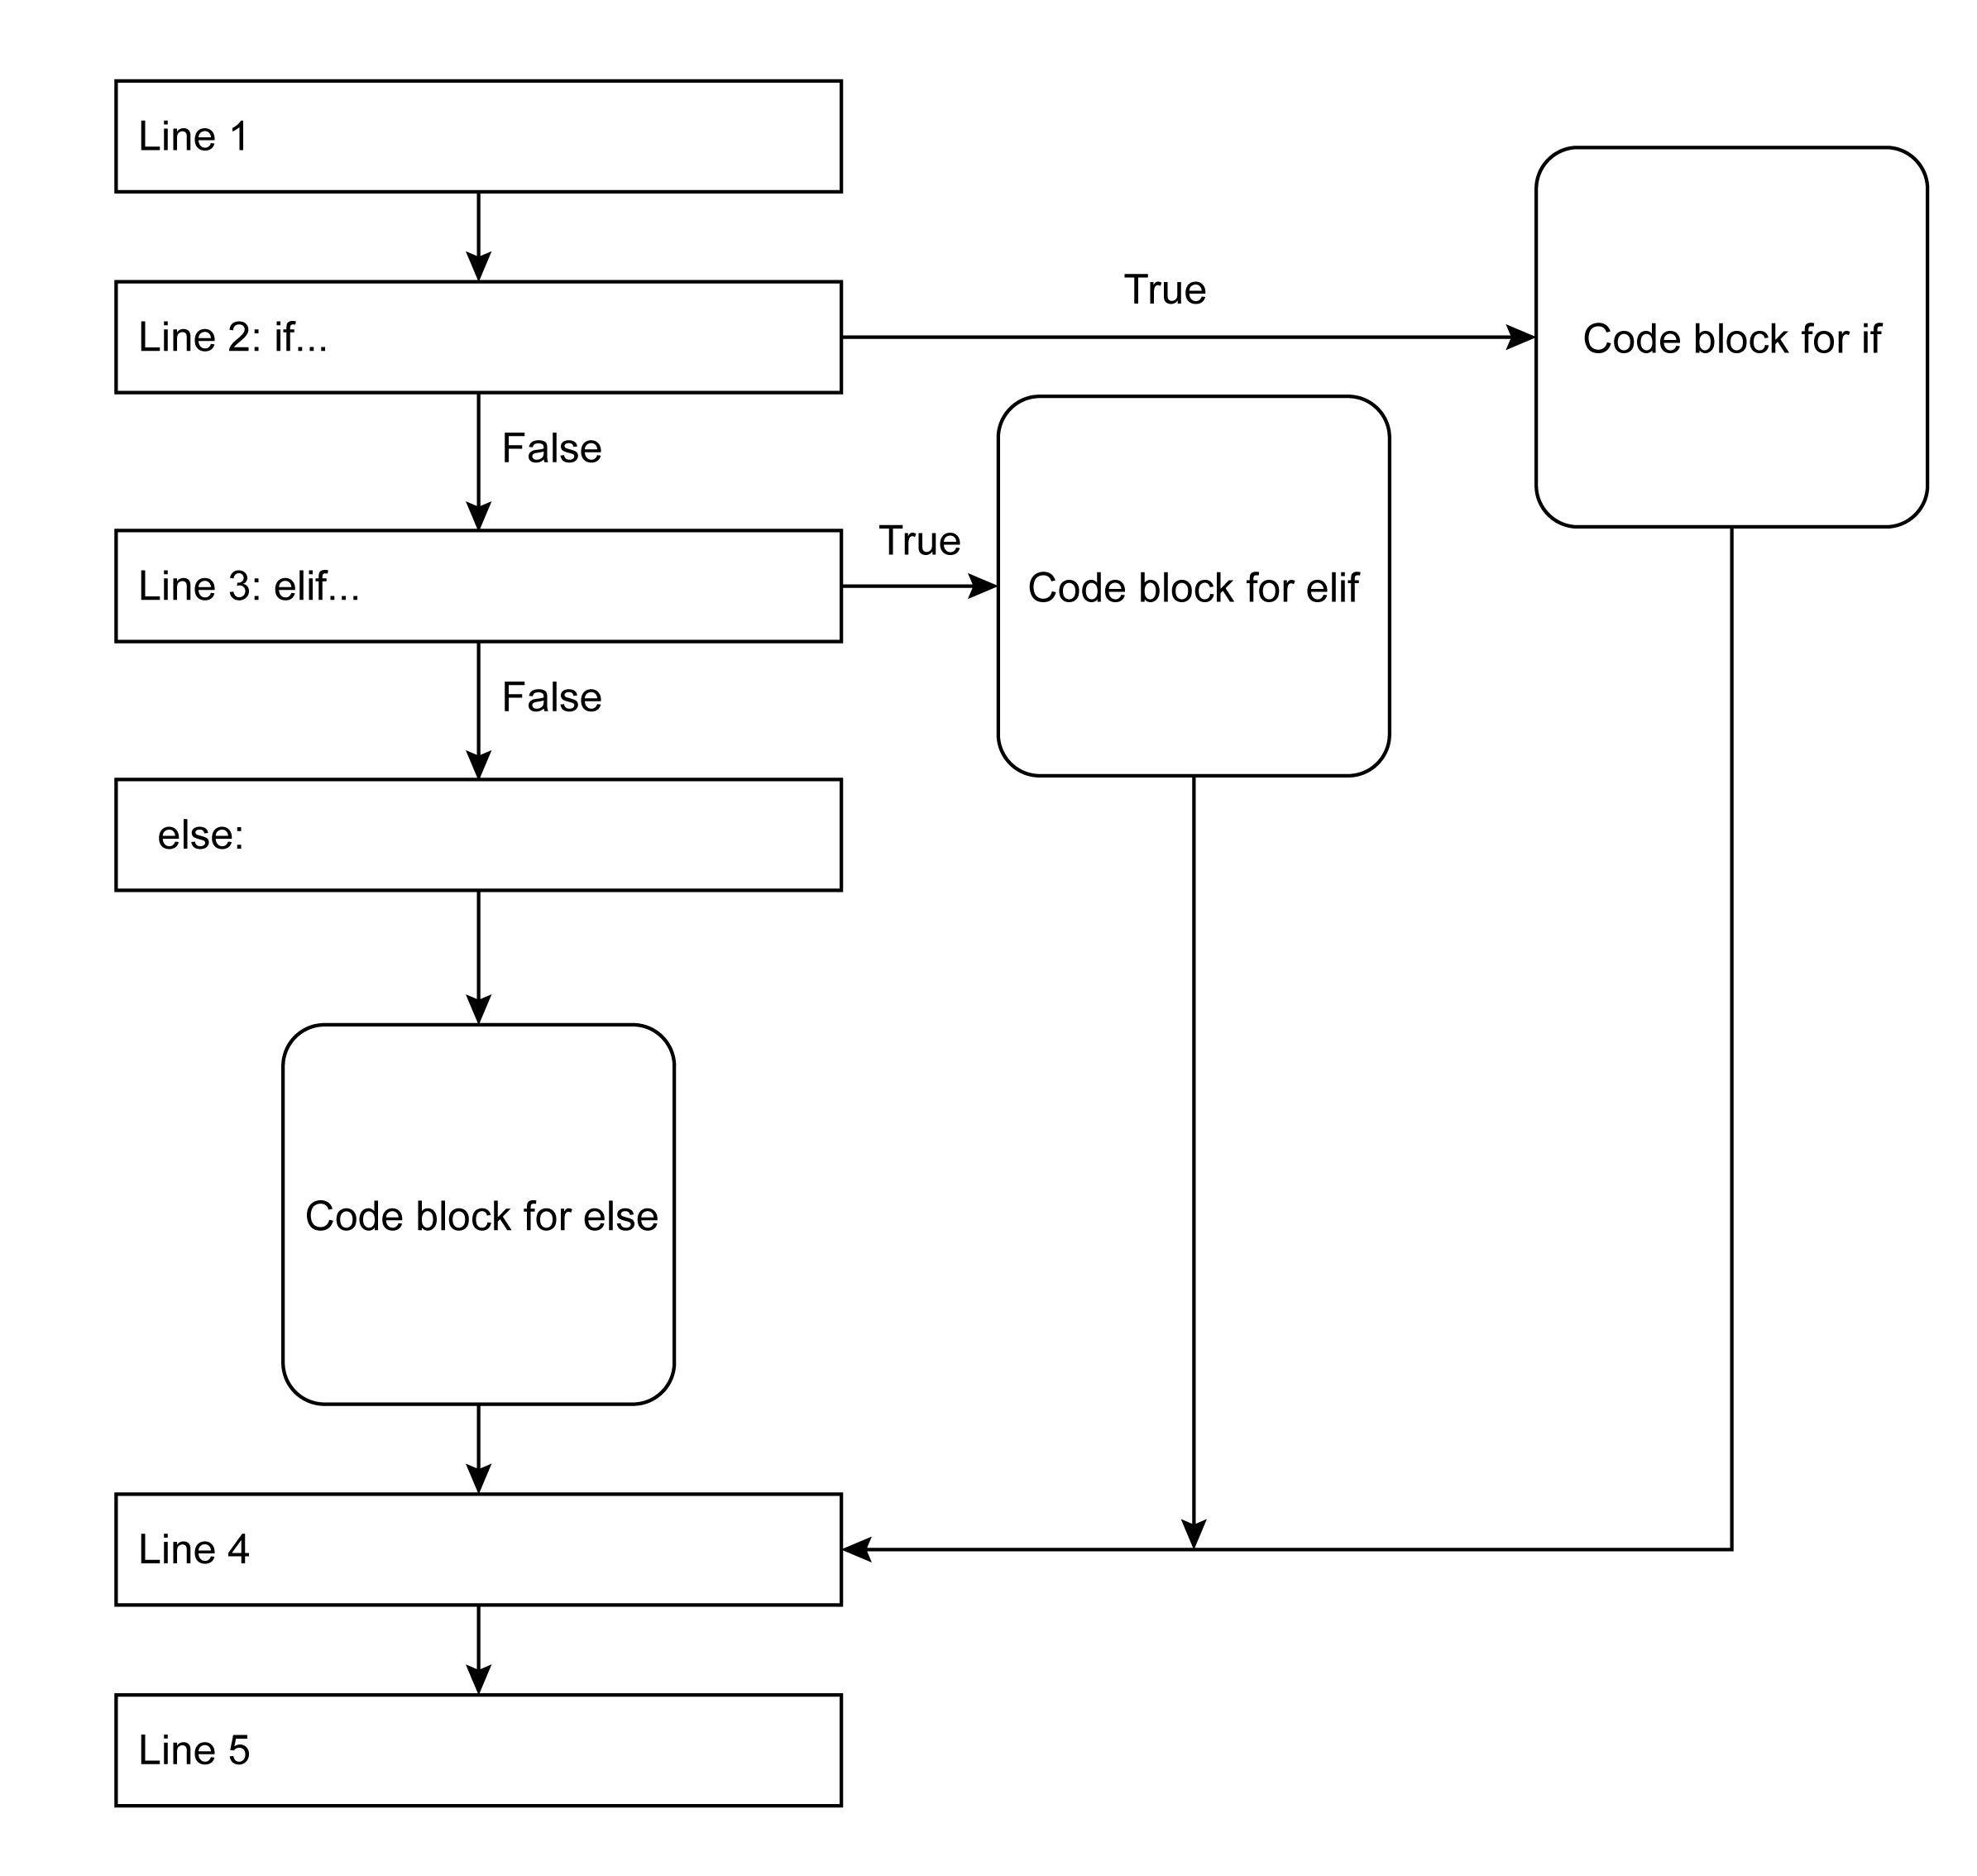 Line 1
True
Line 2: if...
Code block for if
False
True
Line 3: elif...
Code block for elif
False
else:
Code block for else
Line 4
Line 5